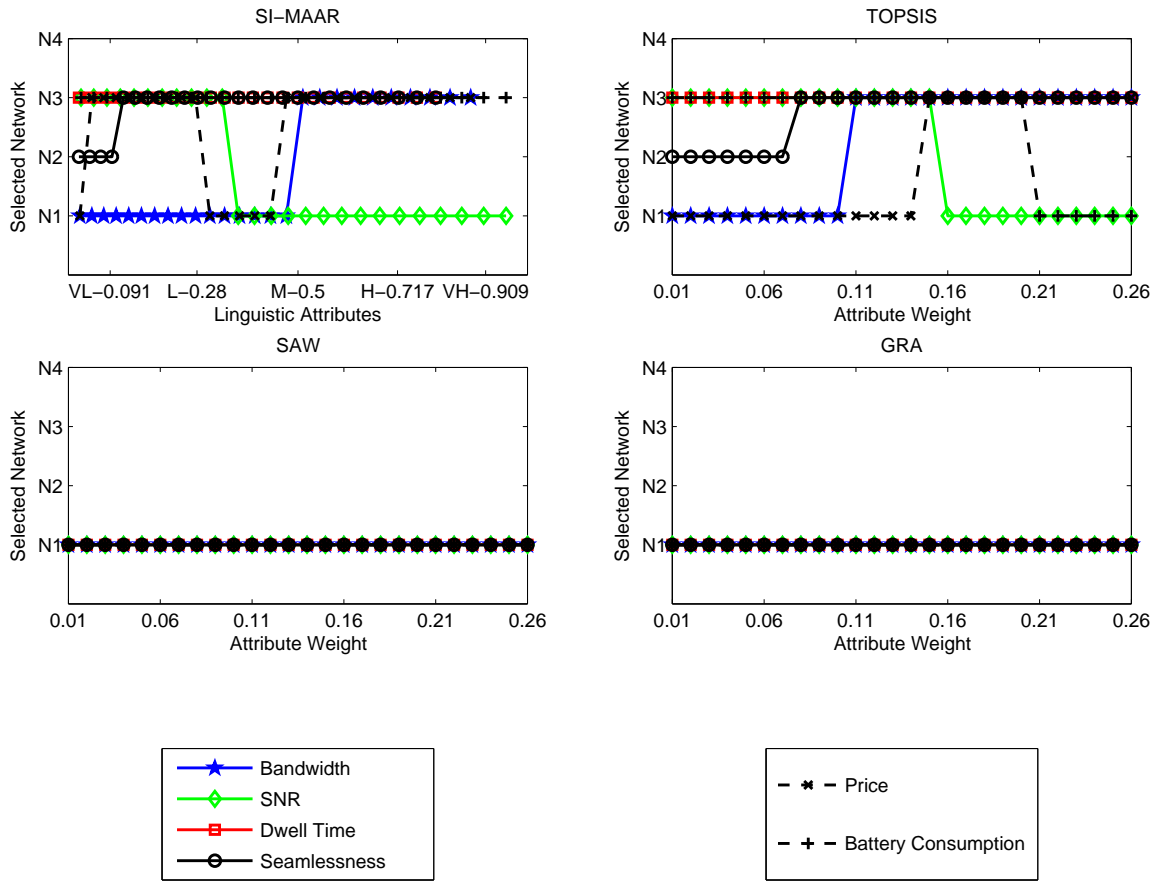 SI−MAAR
N4
N3
N2
N1
Selected Network
VL−0.091 L−0.28 M−0.5 H−0.717 VH−0.909
Linguistic Attributes
TOPSIS
N4
N3
N2
N1
Selected Network
0.01 0.06 0.11 0.16 0.21 0.26
Attribute Weight
SAW
N4
N3
N2
N1
Selected Network
0.01 0.06 0.11 0.16 0.21 0.26
Attribute Weight
GRA
N4
N3
N2
N1
Selected Network
0.01 0.06 0.11 0.16 0.21 0.26
Attribute Weight
Bandwidth
SNR
Dwell Time
Seamlessness
Price
Battery Consumption